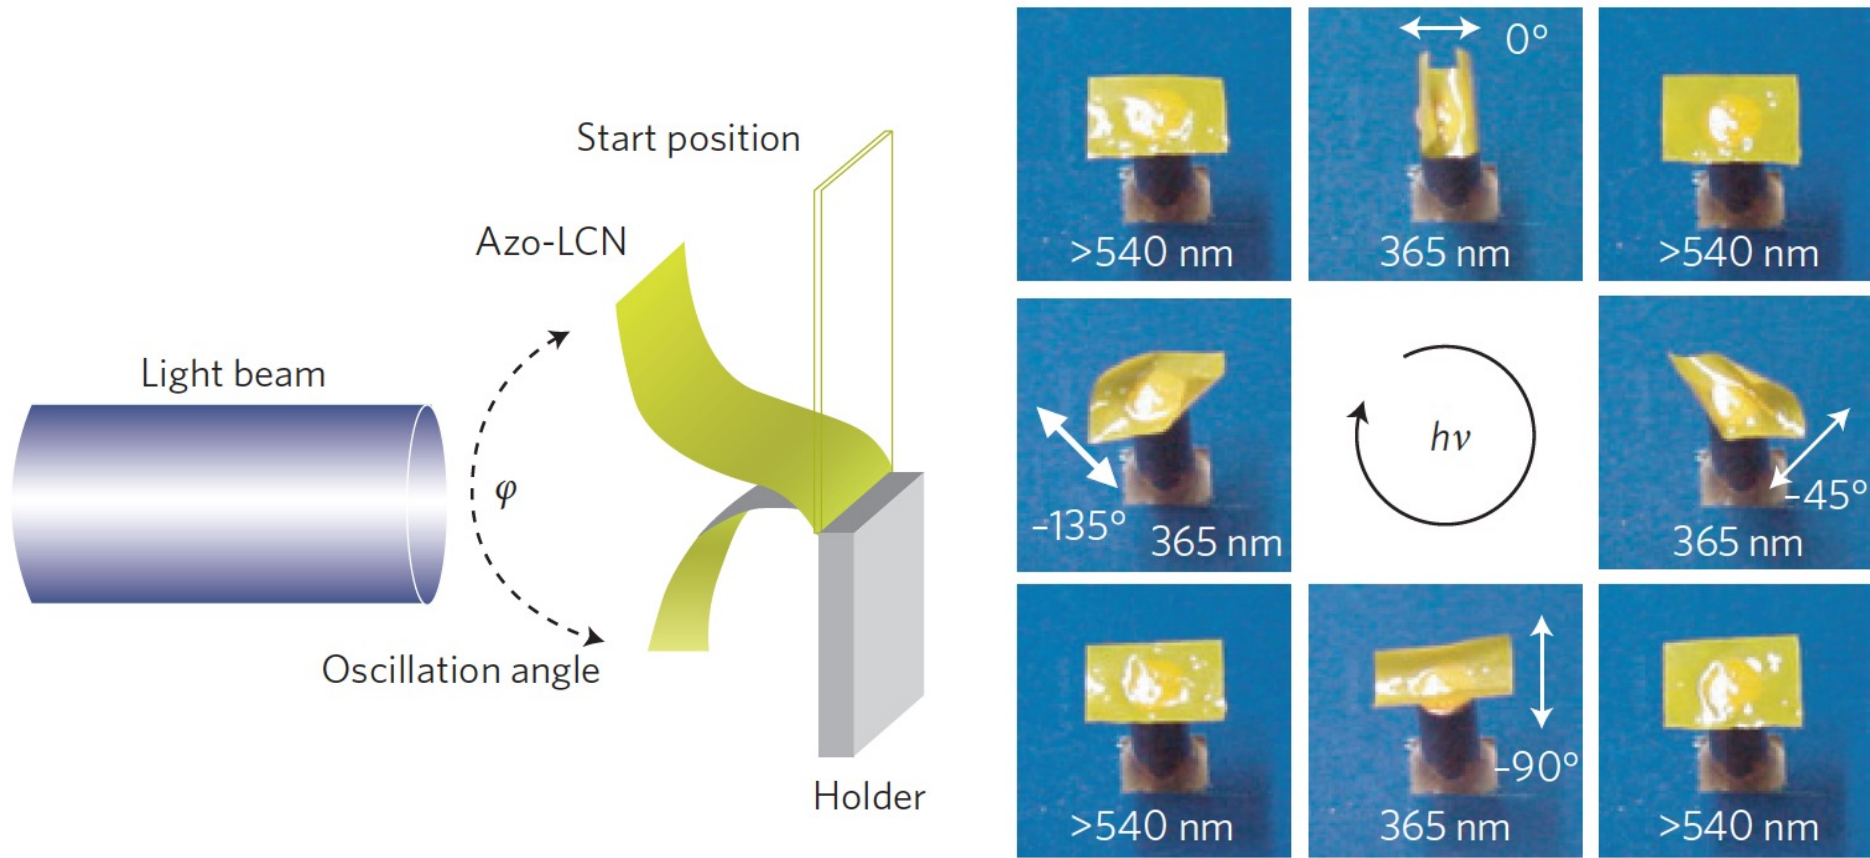 Start position
Azo-LCN
Light beam
φ
Oscillation angle
Holder
>540 nm
0°
365 nm
>540 nm
-135°
365 nm
hν
-45°
365 nm
>540 nm
-90°
365 nm
>540 nm